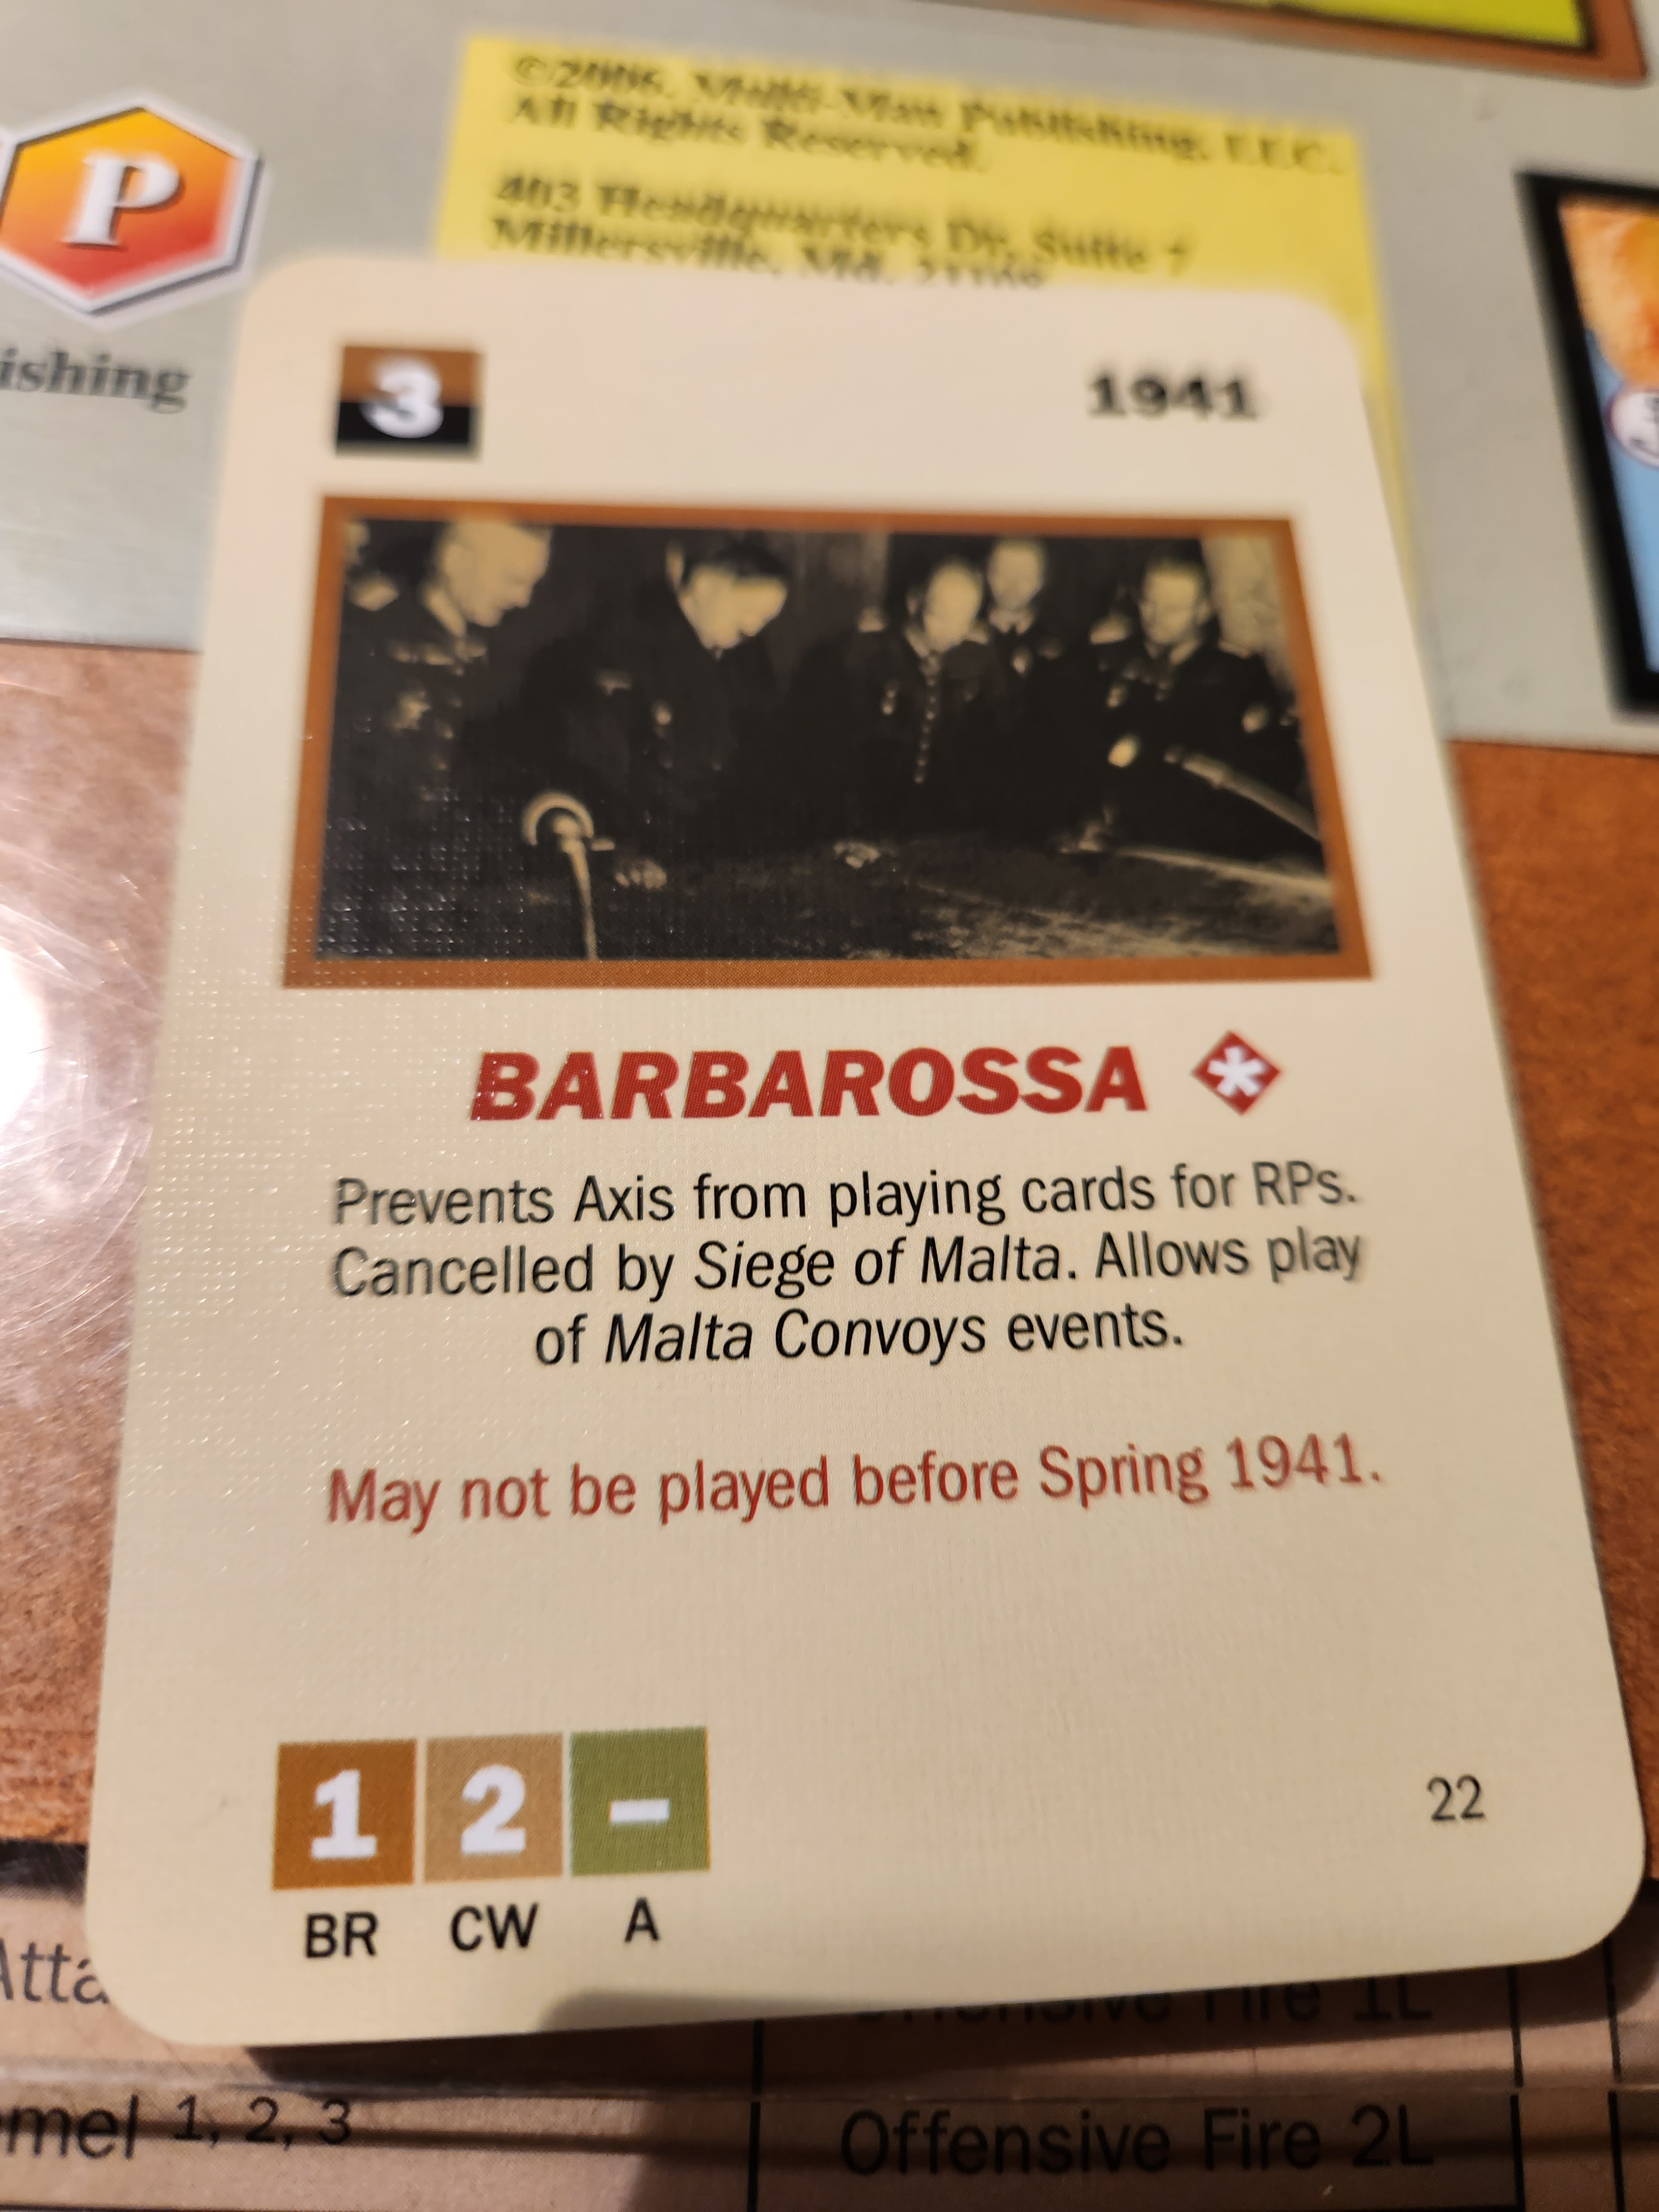 ©2006, Multi-Man Publishing, LLC.
All Rights Reserved.
403 Headquarters Dr, Suite 7
Millersville, Md. 21108
P
ishing
3
1941
BARBAROSSA *
Prevents Axis from playing cards for RPs.
Cancelled by Siege of Malta. Allows play
of Malta Convoys events.
May not be played before Spring 1941.
1 2 –
BR CW A
22
Atta
Offensive Fire 1L
mel 1, 2, 3
Offensive Fire 2L